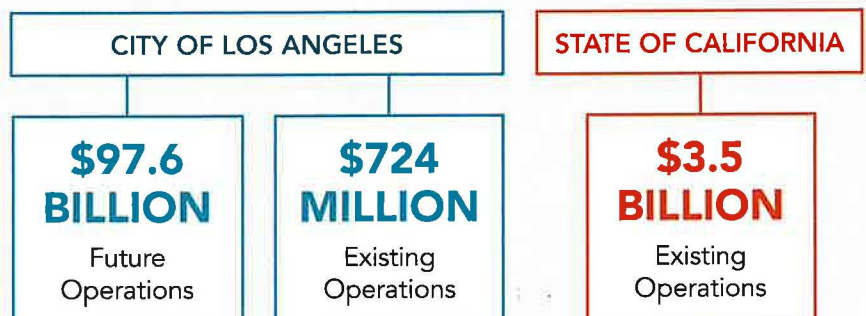 CITY OF LOS ANGELES
STATE OF CALIFORNIA
$97.6
BILLION
Future
Operations
$724
MILLION
Existing
Operations
$3.5
BILLION
Existing
Operations